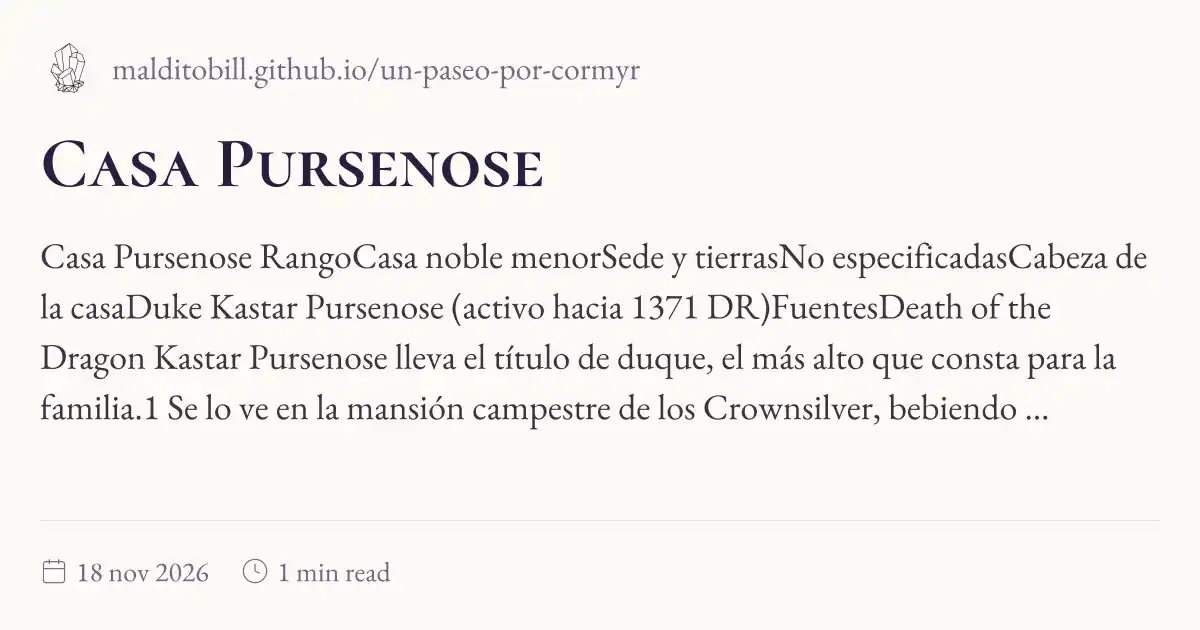 malditobill.github.io/un-paseo-por-cormyr
Casa Pursenose
Casa Pursenose RangoCasa noble menorSede y tierrasNo especificadasCabeza de
la casaDuke Kastar Pursenose (activo hacia 1371 DR)FuentesDeath of the
Dragon Kastar Pursenose lleva el título de duque, el más alto que consta para la
familia.1 Se lo ve en la mansión campestre de los Crownsilver, bebiendo ...
18 nov 2026
1 min read